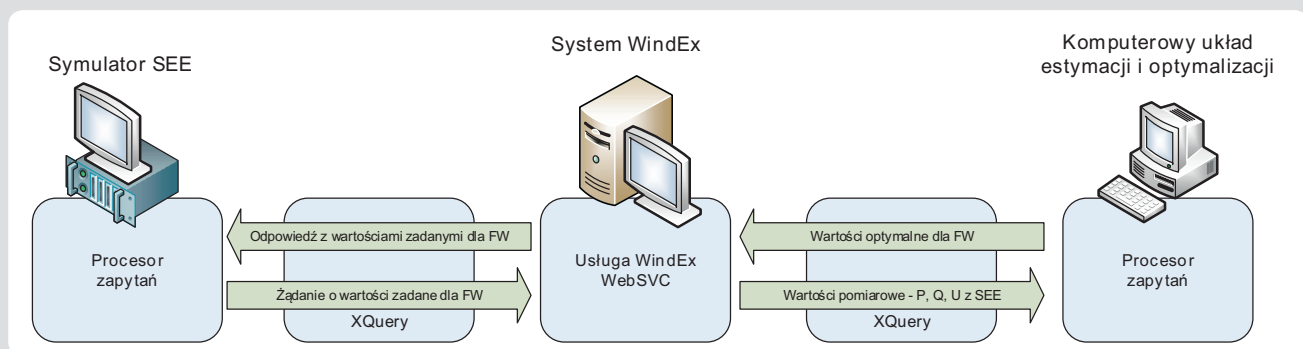 Symulator SEE
System WindEx
Komputerowy układ
estymacji i optymalizacji
Odpowiedź z wartościami zadanymi dla FW
Wartości optymalne dla FW
Procesor
zapytań
Usługa WindEx
WebSVC
Procesor
zapytań
Żądanie o wartości zadane dla FW
Wartości pomiarowe - P, Q, U z SEE
XQuery
XQuery